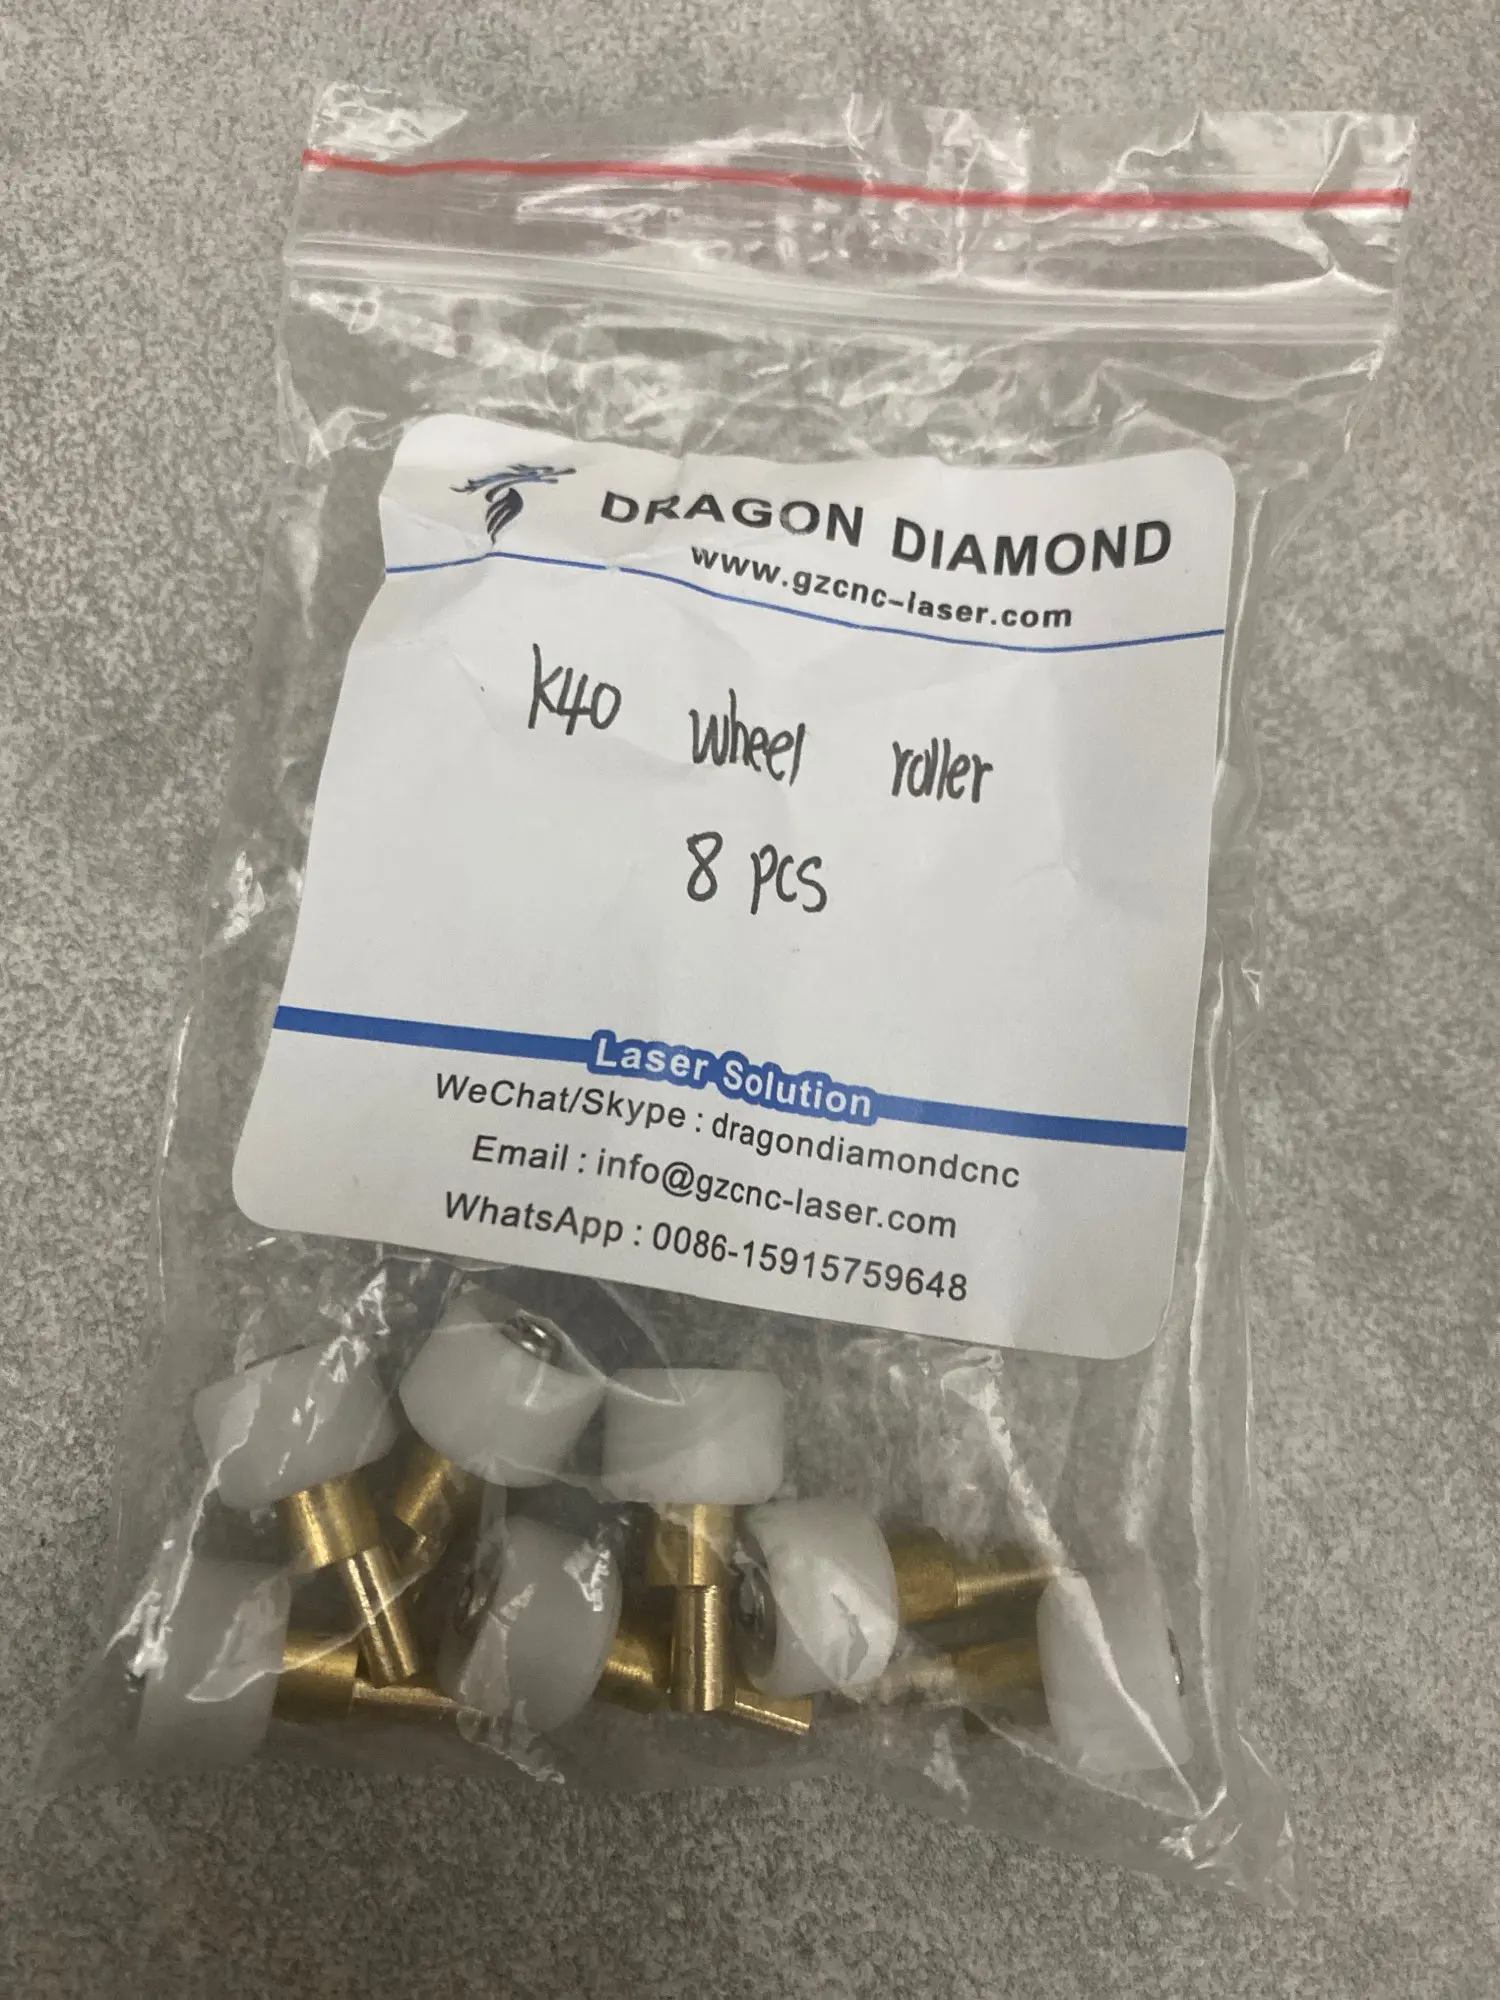 DRAGON DIAMOND
www.gzcnc-laser.com
K40 wheel roller
8 pcs
Laser Solution
WeChat/Skype : dragondiamondcnc
Email : info@gzcnc-laser.com
WhatsApp : 0086-15915759648